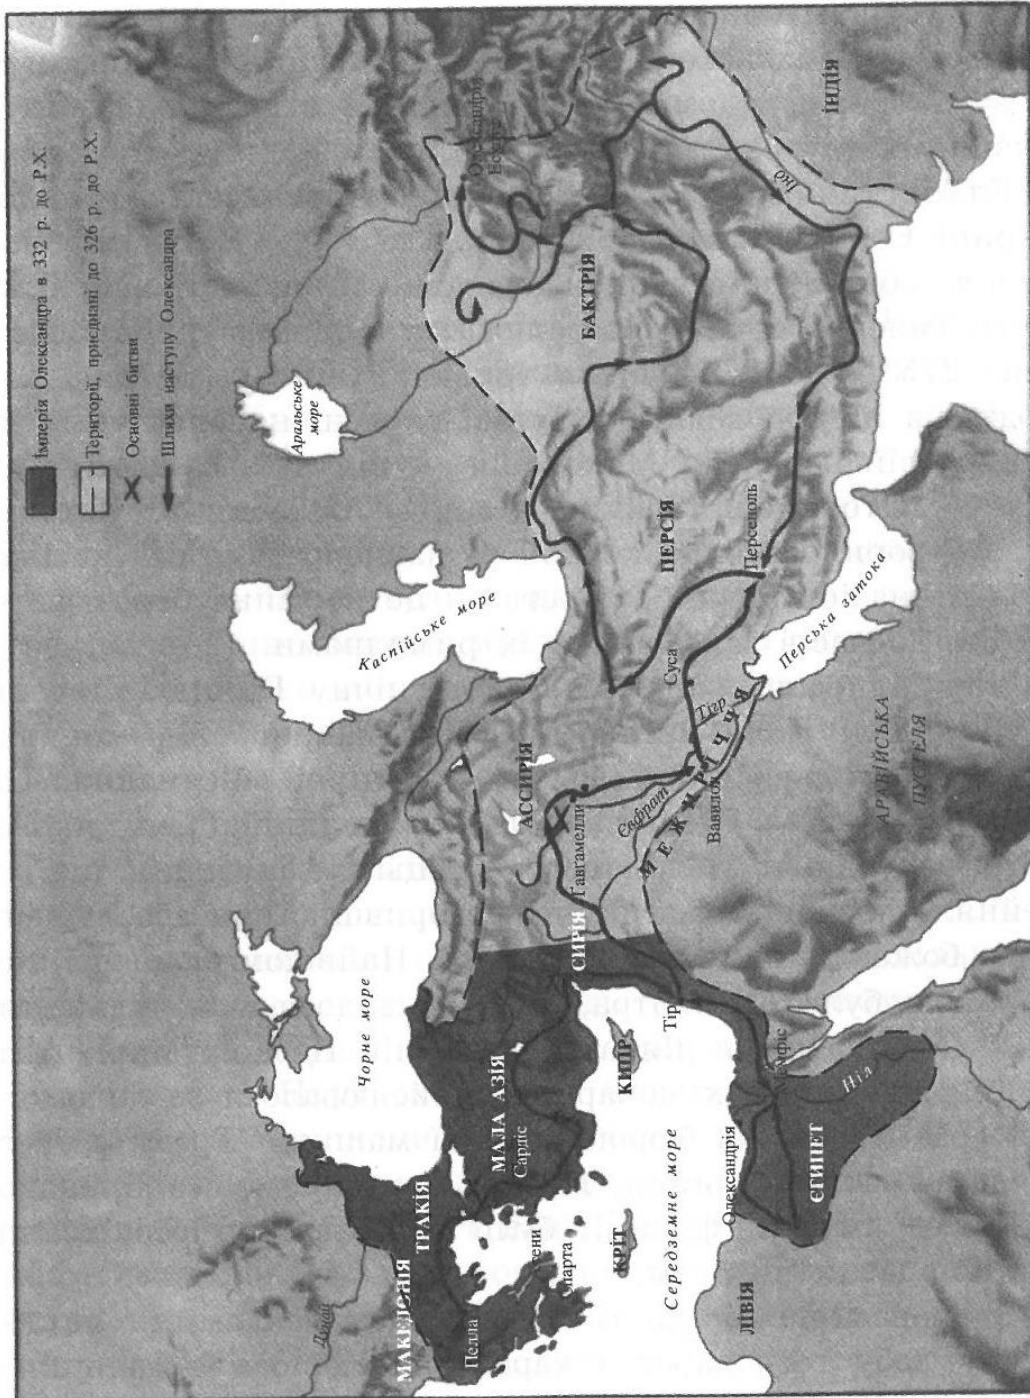 Імперія Олександра в 332 р. до Р.Х.
Території, приєднані до 326 р. до Р.Х.
Основні битви
Шляхи наступу Олександра
Дунай
МАКЕДОНІЯ
ТРАКІЯ
Пелла
Спарта
КРІТ
Чорне море
МАЛА АЗІЯ
Сардіс
КИПР
Середземне море
ЛІВІЯ
Олександрія
ЄГИПЕТ
Ніл
Тір
СИРІЯ
АССИРІЯ
Гавгамелли
Євфрат
МЕЖИРІЧЧЯ
Тігр
Вавилон
АРАВІЙСЬКА
ПУСТЕЛЯ
Каспійське море
Суса
ПЕРСІЯ
Персеполь
Перська затока
Аральське
море
БАКТРІЯ
Олександрія
Інд
ІНДІЯ